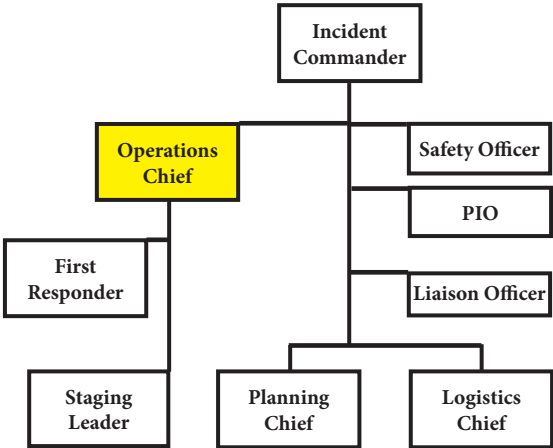 Incident
Commander
Operations
Chief
Safety Officer
PIO
First
Responder
Liaison Officer
Staging
Leader
Planning
Chief
Logistics
Chief